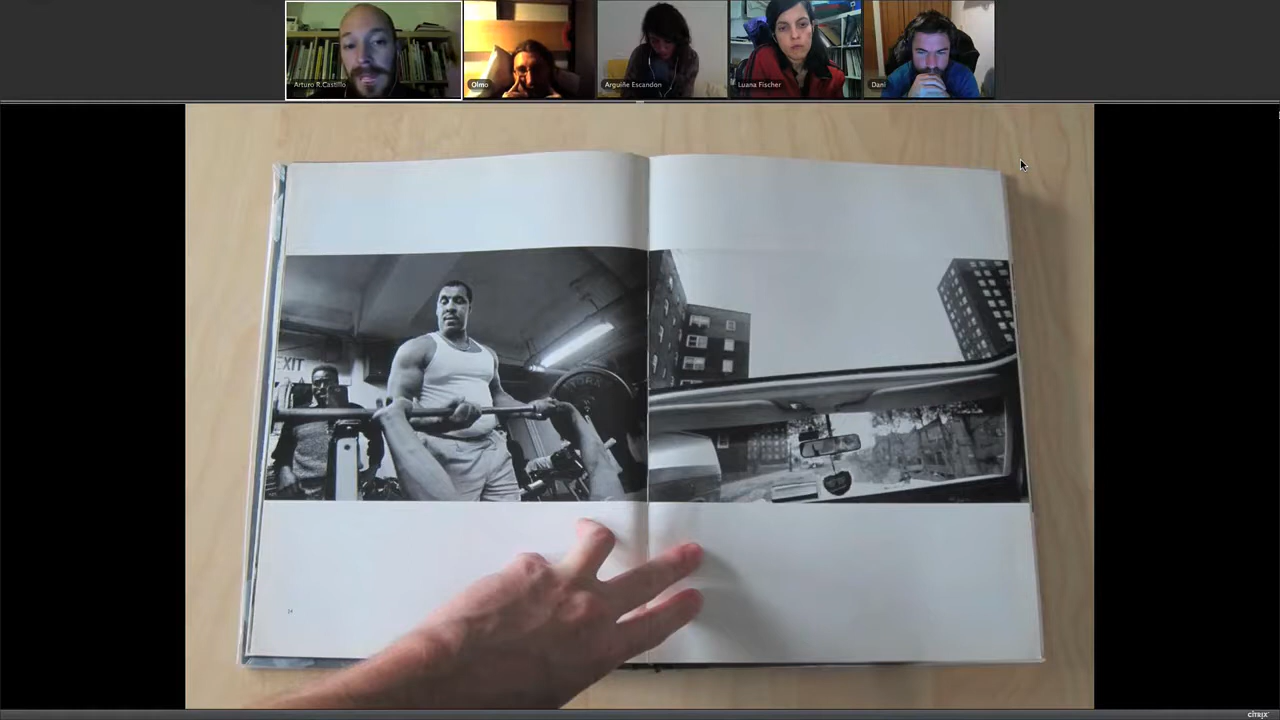 Arturo R.Castillo
Olmo
Arguiñe Escandon
Luana Fischer
Dani
EXIT
CITRIX